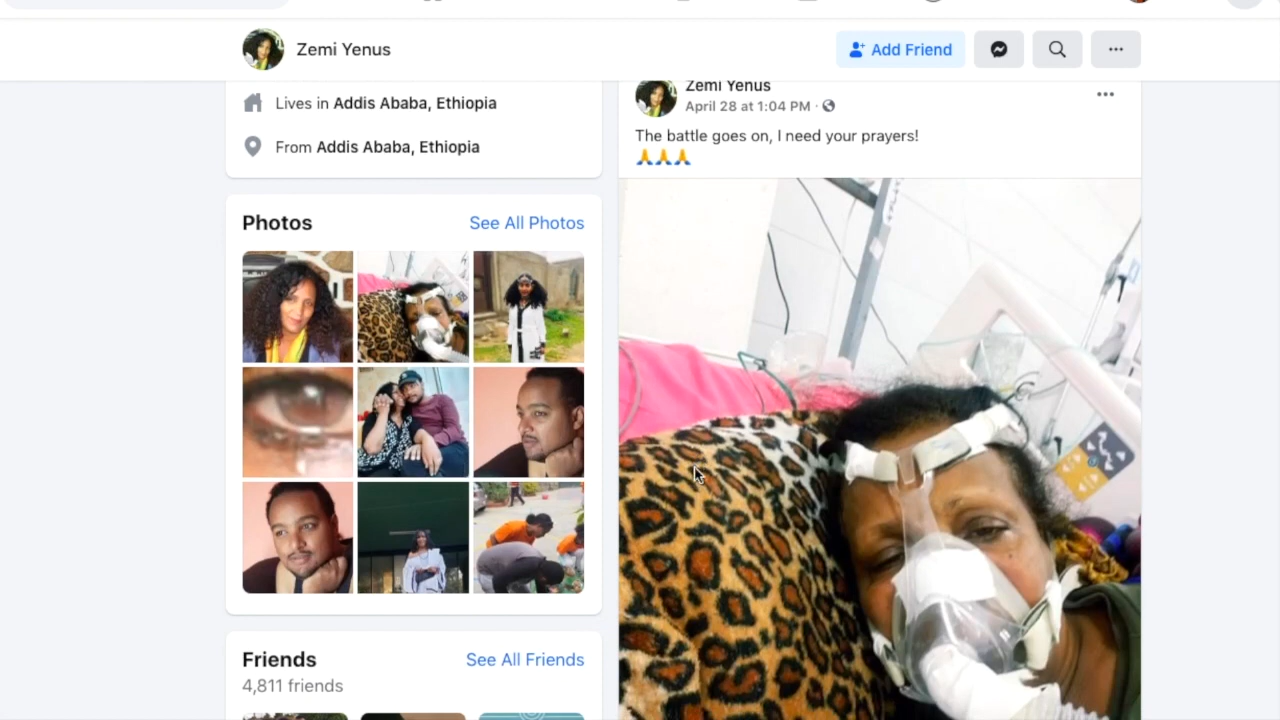 Zemi Yenus
Add Friend
Lives in Addis Ababa, Ethiopia
From Addis Ababa, Ethiopia
Photos
See All Photos
Friends
See All Friends
4,811 friends
Zemi Yenus
April 28 at 1:04 PM ·
The battle goes on, I need your prayers!
🙏🙏🙏